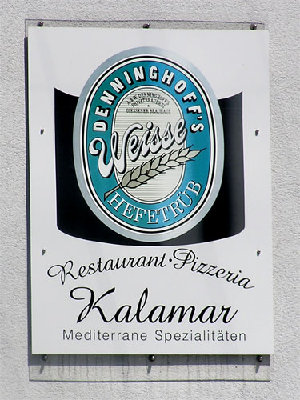 DENNINGHOFF'S
Weisse
HEFETRÜB
Restaurant · Pizzeria
Kalamar
Mediterrane Spezialitäten